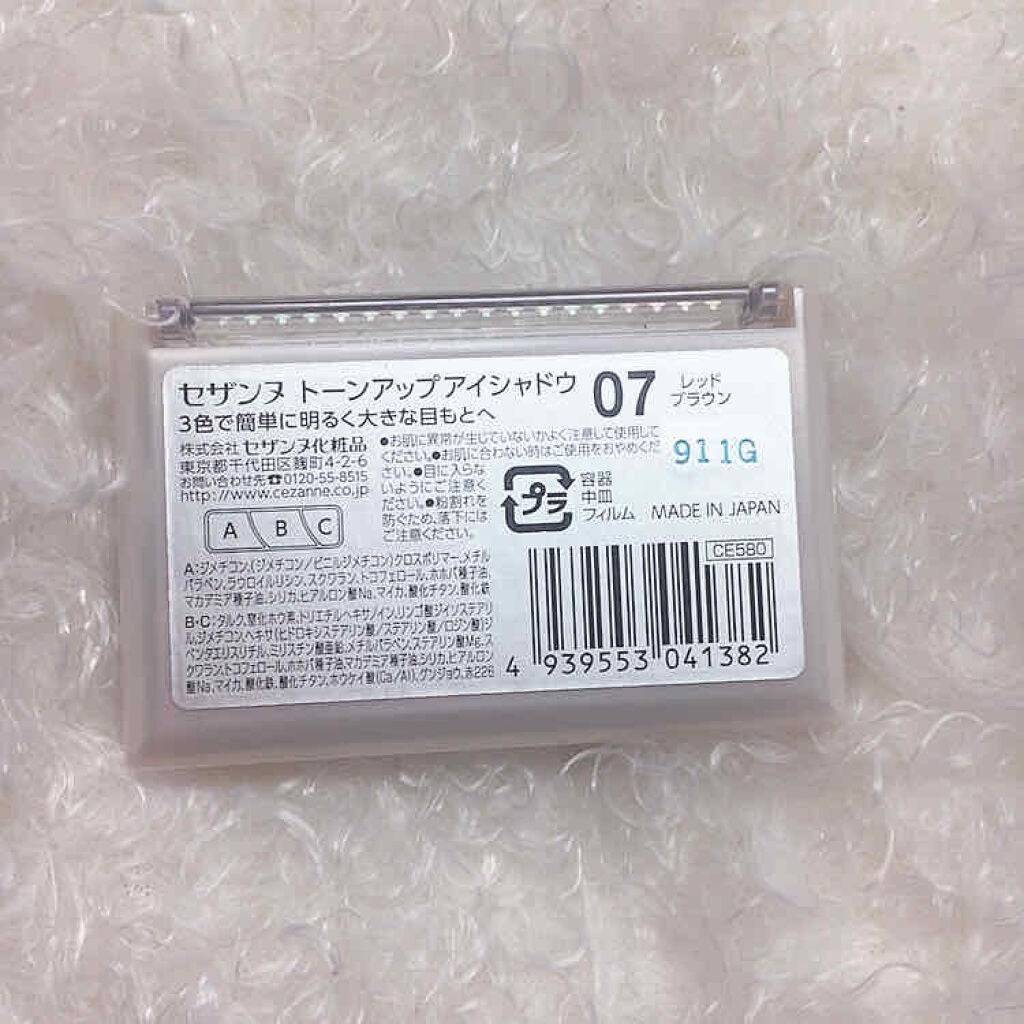 セザンヌ トーンアップアイシャドウ 07 レッド
ブラウン
3色で簡単に明るく大きな目もとへ
株式会社 セザンヌ化粧品
東京都千代田区麹町4-2-6
お問い合わせ先☎0120-55-8515
http://www.cezanne.co.jp
●お肌に異常が生じていないかよく注意して使用して
ください。●お肌に合わない時はご使用をおやめくだ
さい。●目に入らな
いようにご注意く
ださい。●粉割れを
防ぐため、落下には
ご注意ください。
911G
プラ
容器
中皿
フィルム MADE IN JAPAN
A B C
A:ジメチコン、(ジメチコン/ビニルジメチコン)クロスポリマー、メチル
パラベン、ラウロイルリシン、スクワラン、トコフェロール、ホホバ種子油、
マカデミア種子油、シリカ、ヒアルロン酸Na、マイカ、酸化チタン、酸化鉄
B・C:タルク、窒化ホウ素、トリエチルヘキサノイン、リンゴ酸ジイソステアリ
ル、ジメチコン、ヘキサ(ヒドロキシステアリン酸/ステアリン酸/ロジン酸)ジ
ペンタエリスリチル、ミリスチン酸亜鉛、メチルパラベン、ステアリン酸Mg、ス
クワラン、トコフェロール、ホホバ種子油、マカデミア種子油、シリカ、ヒアルロン
酸Na、マイカ、酸化鉄、酸化チタン、ホウケイ酸(Ca/Al)、グンジョウ、赤226
CE580
4 939553 041382